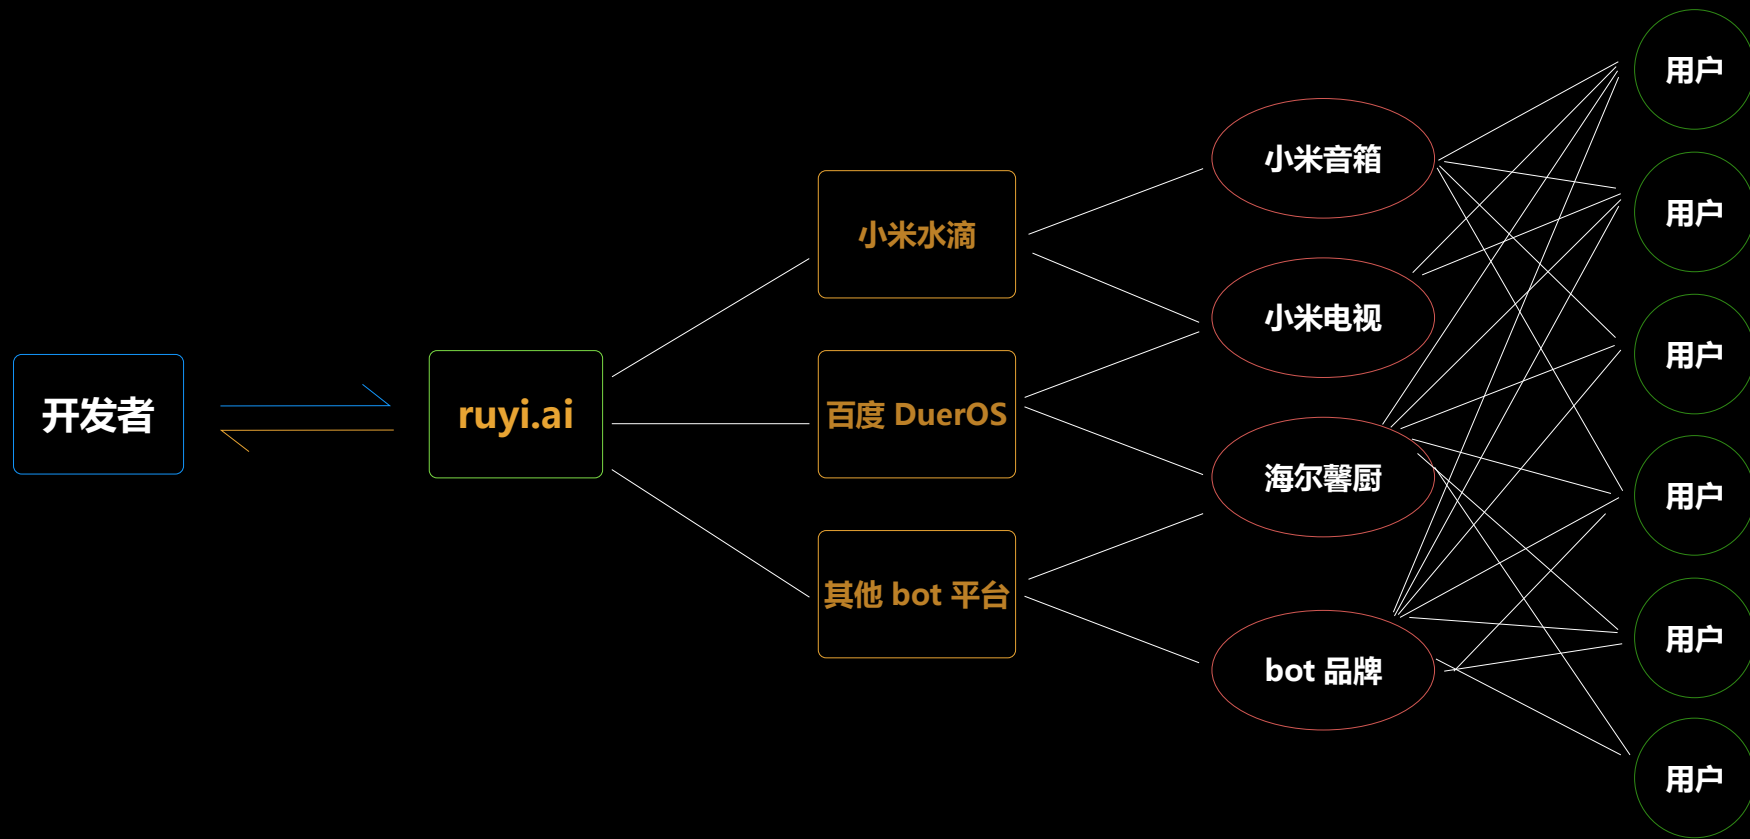 开发者
ruyi.ai
小米水滴
百度 DuerOS
其他 bot 平台
小米音箱
小米电视
海尔馨厨
bot 品牌
用户
用户
用户
用户
用户
用户